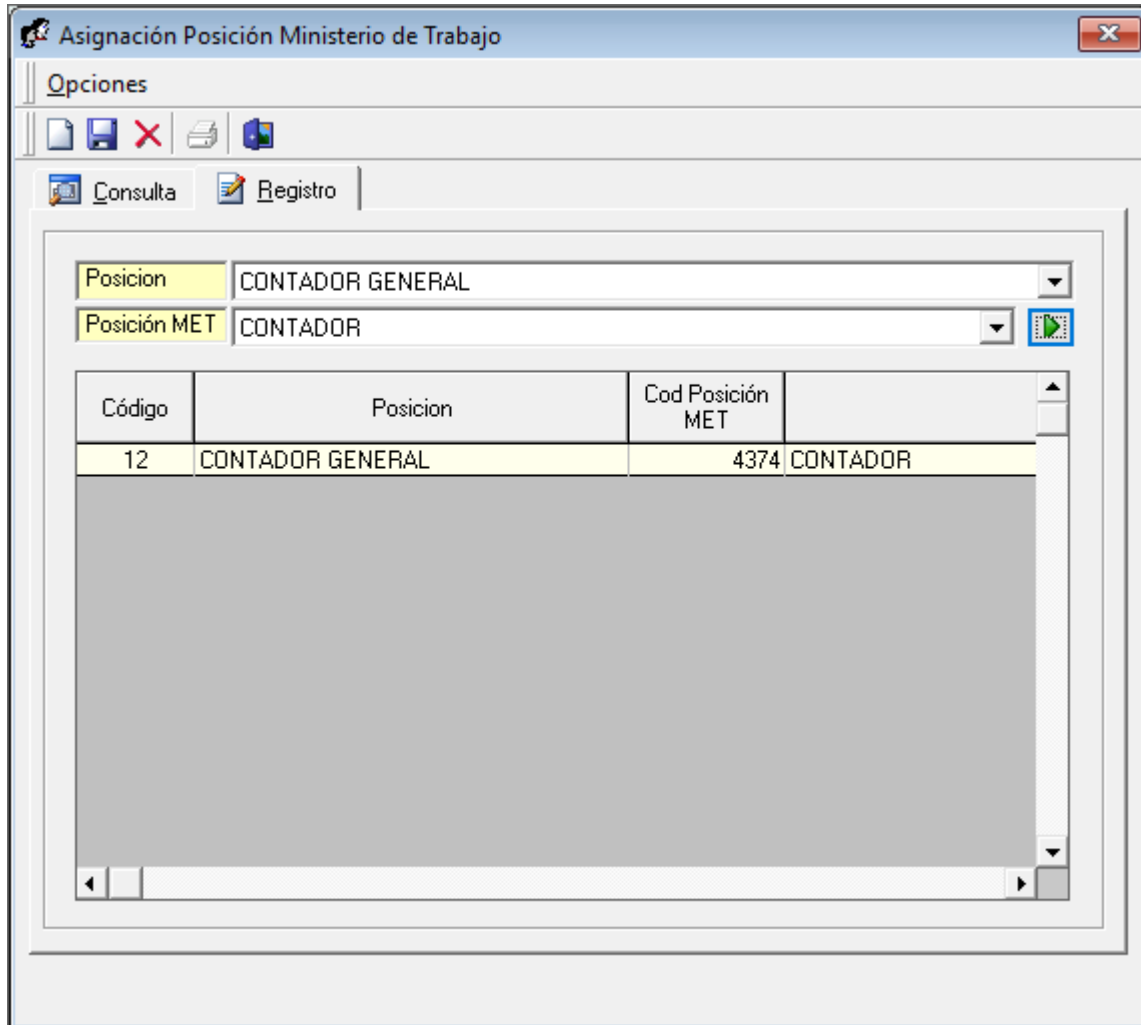 Asignación Posición Ministerio de Trabajo
Opciones
Consulta Registro
Posicion CONTADOR GENERAL
Posición MET CONTADOR
Código Posicion Cod Posición MET
12 CONTADOR GENERAL 4374 CONTADOR